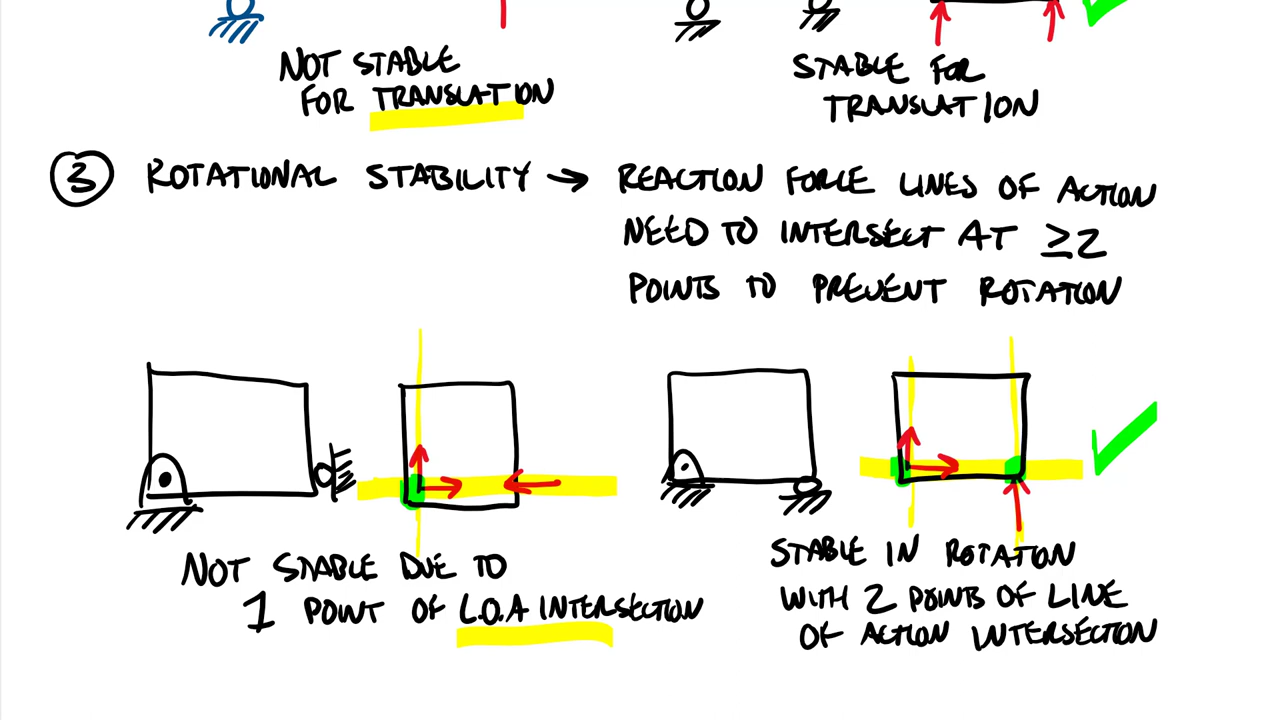 NOT STABLE
FOR TRANSLATION
STABLE FOR
TRANSLATION
3 ROTATIONAL STABILITY → REACTION FORCE LINES OF ACTION
NEED TO INTERSECT AT ≥2
POINTS TO PREVENT ROTATION
NOT STABLE DUE TO
1 POINT OF L.O.A INTERSECTION
STABLE IN ROTATION
WITH 2 POINTS OF LINE
OF ACTION INTERSECTION